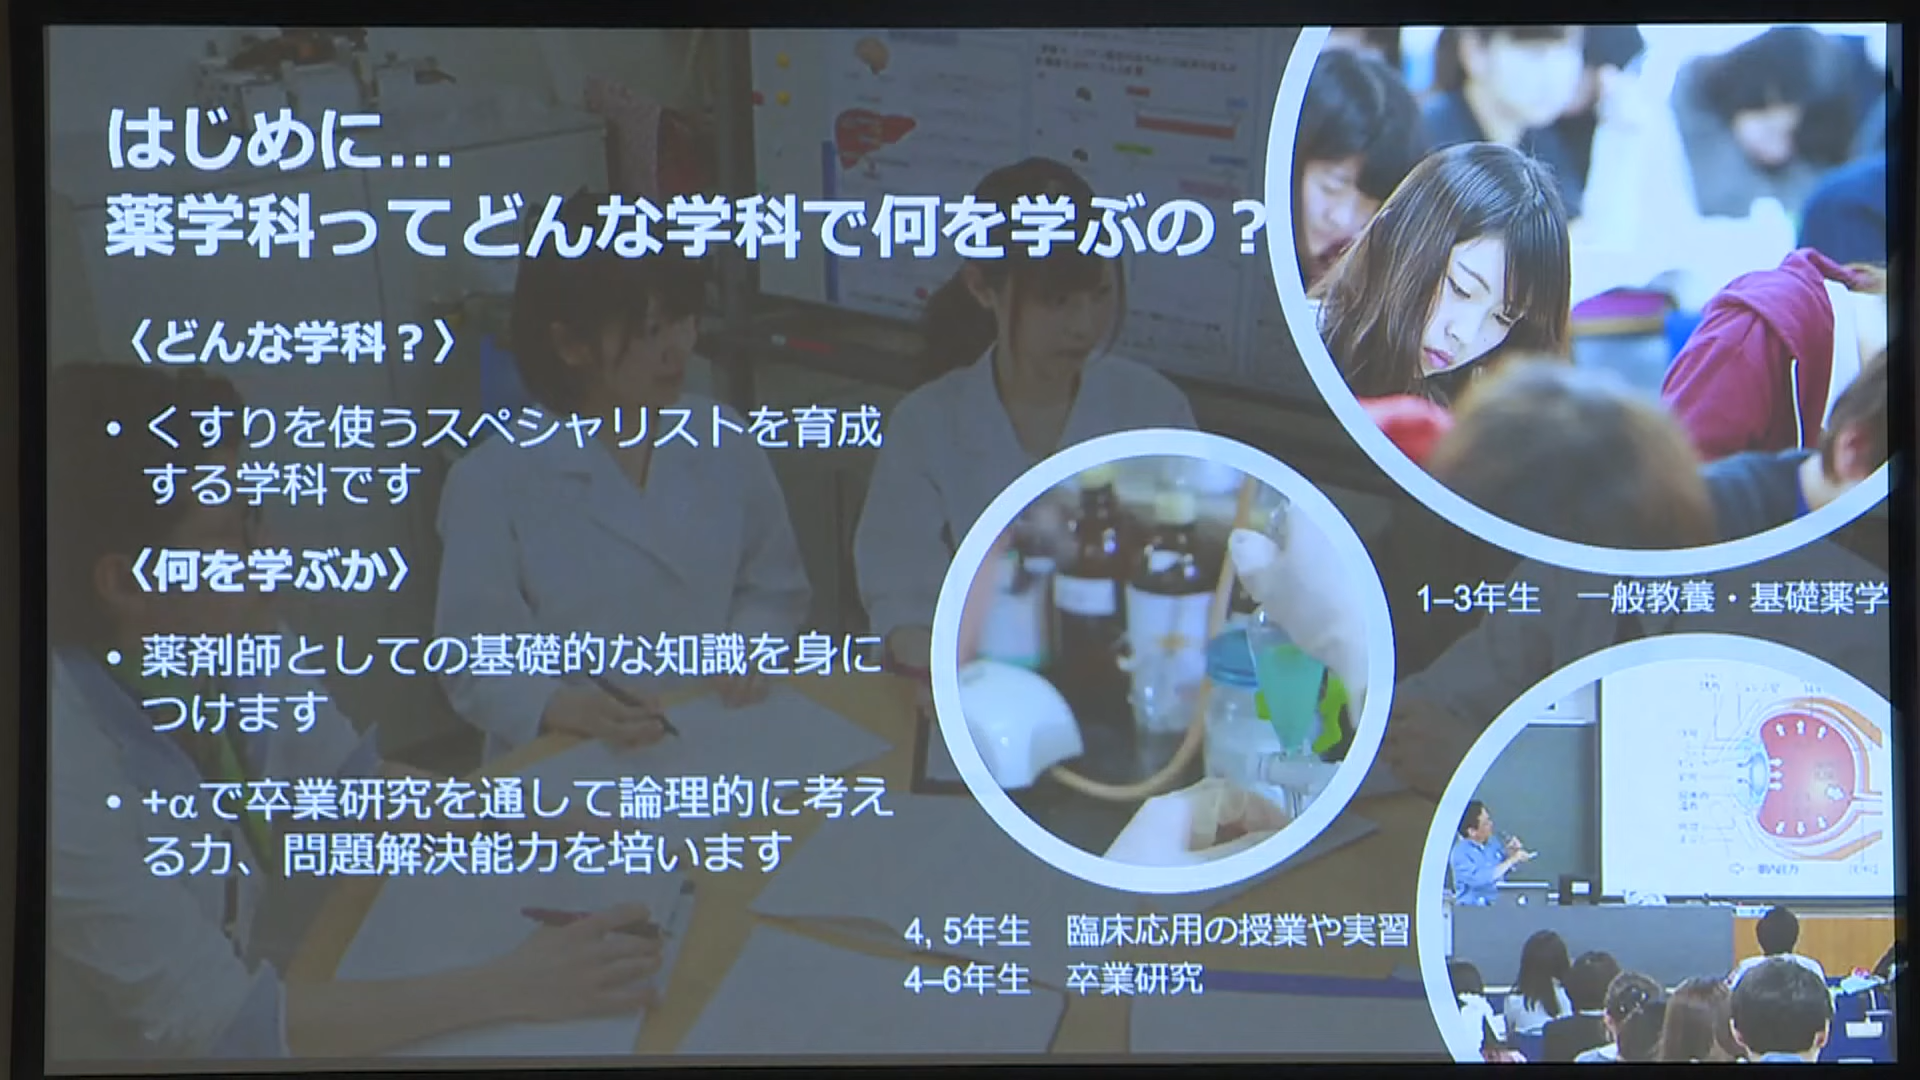 はじめに...
薬学科ってどんな学科で何を学ぶの？
〈どんな学科？〉
• くすりを使うスペシャリストを育成
する学科です
〈何を学ぶか〉
• 薬剤師としての基礎的な知識を身に
つけます
• +αで卒業研究を通して論理的に考え
る力、問題解決能力を培います
1–3年生　一般教養・基礎薬学
4, 5年生　臨床応用の授業や実習
4–6年生　卒業研究